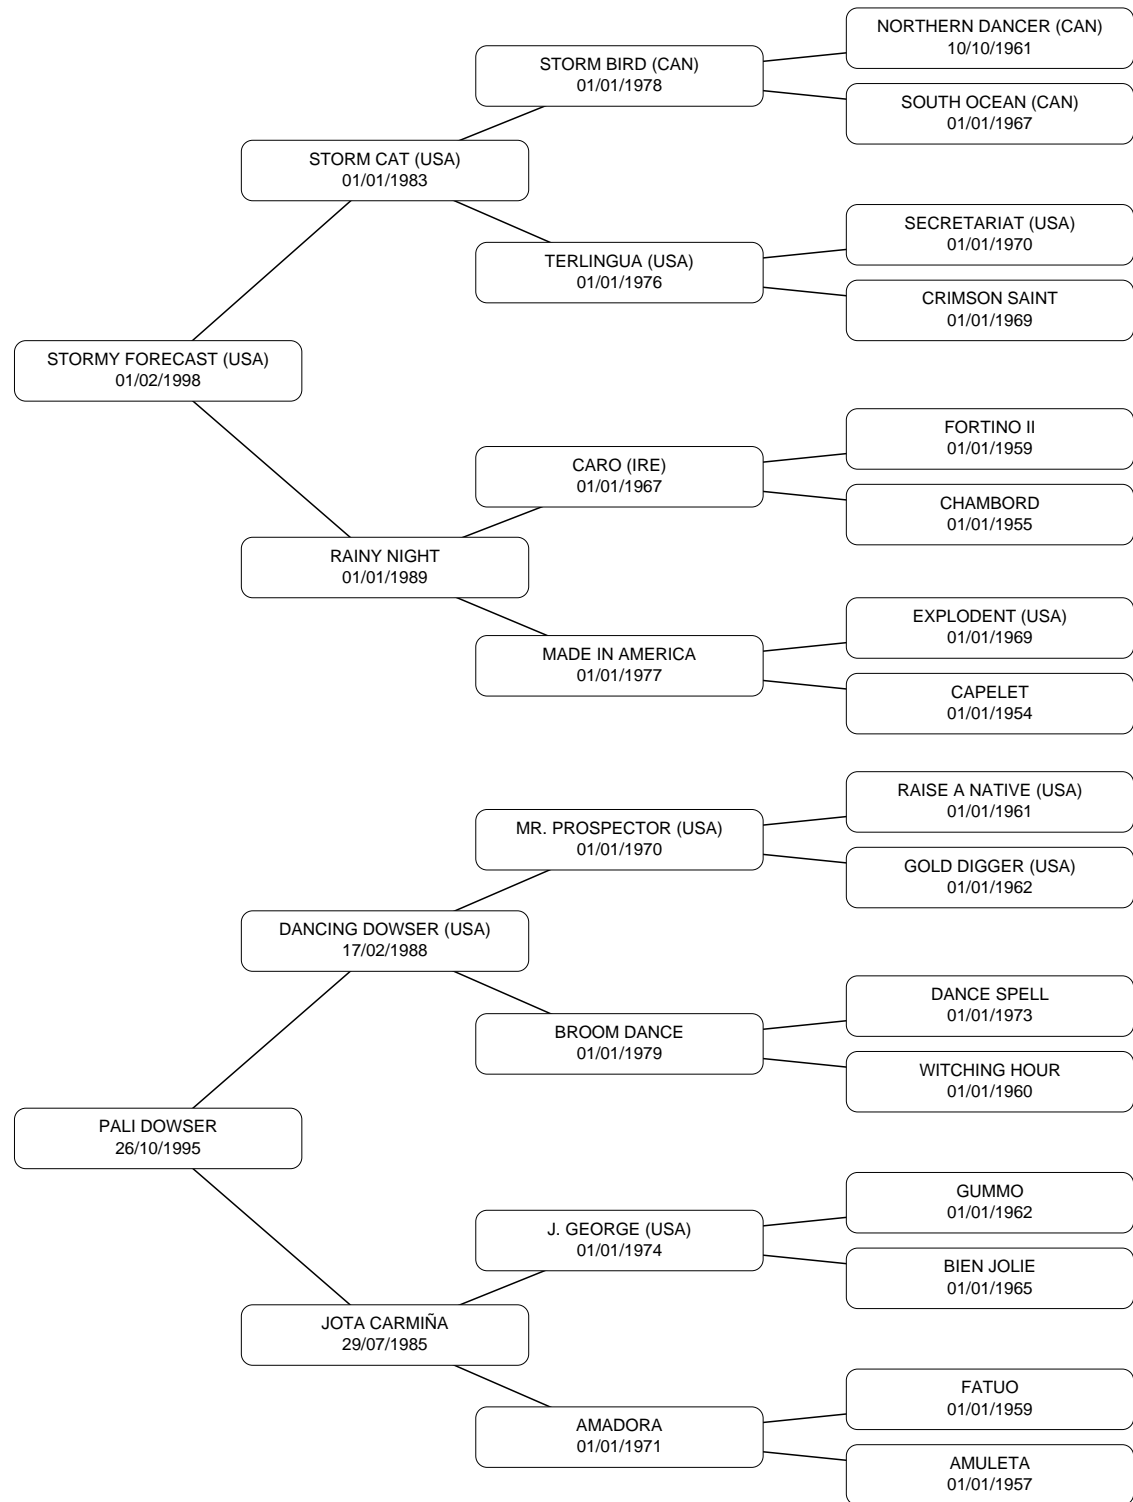 NORTHERN DANCER (CAN)
10/10/1961
STORM BIRD (CAN)
01/01/1978
SOUTH OCEAN (CAN)
01/01/1967
STORM CAT (USA)
01/01/1983
SECRETARIAT (USA)
01/01/1970
TERLINGUA (USA)
01/01/1976
CRIMSON SAINT
01/01/1969
STORMY FORECAST (USA)
01/02/1998
FORTINO II
01/01/1959
CARO (IRE)
01/01/1967
CHAMBORD
01/01/1955
RAINY NIGHT
01/01/1989
EXPLODENT (USA)
01/01/1969
MADE IN AMERICA
01/01/1977
CAPELET
01/01/1954
RAISE A NATIVE (USA)
01/01/1961
MR. PROSPECTOR (USA)
01/01/1970
GOLD DIGGER (USA)
01/01/1962
DANCING DOWSER (USA)
17/02/1988
DANCE SPELL
01/01/1973
BROOM DANCE
01/01/1979
WITCHING HOUR
01/01/1960
PALI DOWSER
26/10/1995
GUMMO
01/01/1962
J. GEORGE (USA)
01/01/1974
BIEN JOLIE
01/01/1965
JOTA CARMIÑA
29/07/1985
FATUO
01/01/1959
AMADORA
01/01/1971
AMULETA
01/01/1957